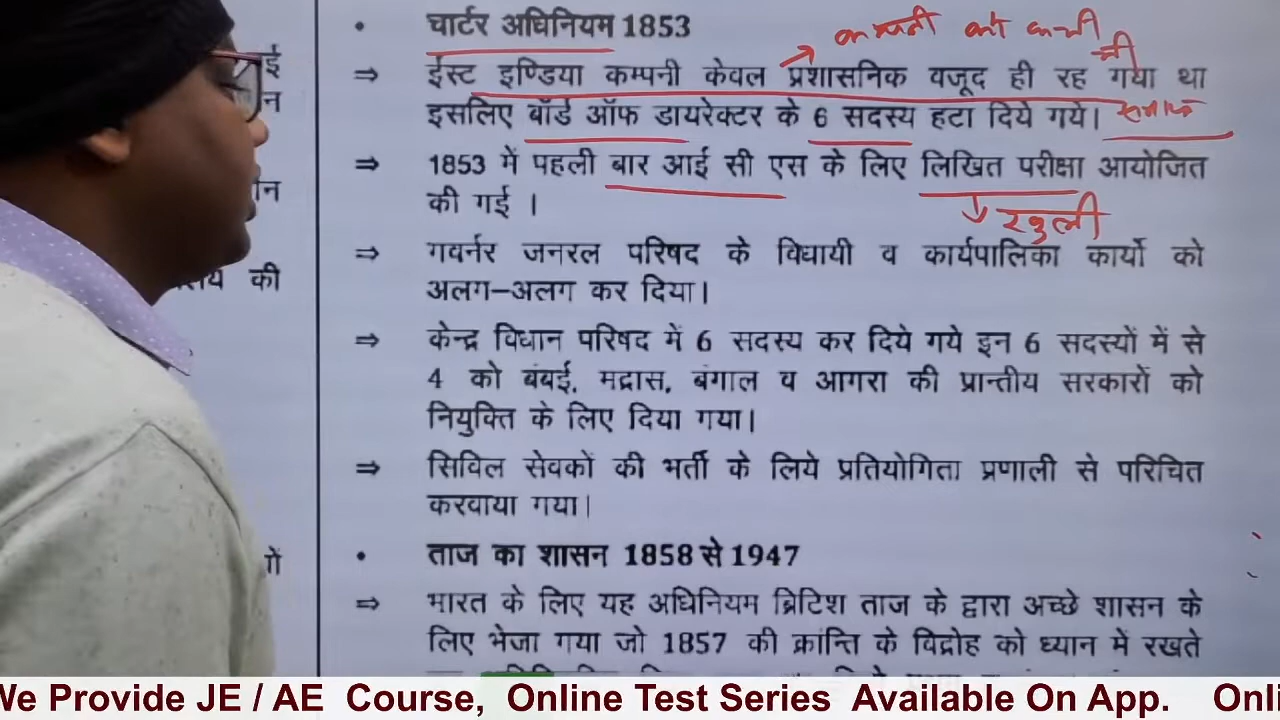 चार्टर अधिनियम 1853
कम्पनी को कभी
भी
ईस्ट इण्डिया कम्पनी केवल प्रशासनिक वजूद ही रह गया था
समाप्त
इसलिए बॉर्ड ऑफ डायरेक्टर के 6 सदस्य हटा दिये गये।
1853 में पहली बार आई सी एस के लिए लिखित परीक्षा आयोजित
की गई ।
खुली
गवर्नर जनरल परिषद के विधायी व कार्यपालिका कार्यो को
अलग–अलग कर दिया।
केन्द्र विधान परिषद में 6 सदस्य कर दिये गये इन 6 सदस्यों में से
4 को बंबई, मद्रास, बंगाल व आगरा की प्रान्तीय सरकारों को
नियुक्ति के लिए दिया गया।
सिविल सेवकों की भर्ती के लिये प्रतियोगिता प्रणाली से परिचित
करवाया गया।
ताज का शासन 1858 से 1947
भारत के लिए यह अधिनियम ब्रिटिश ताज के द्वारा अच्छे शासन के
लिए भेजा गया जो 1857 की क्रांन्ति के विद्रोह को ध्यान में रखते
We Provide JE / AE Course, Online Test Series Available On App. Onli